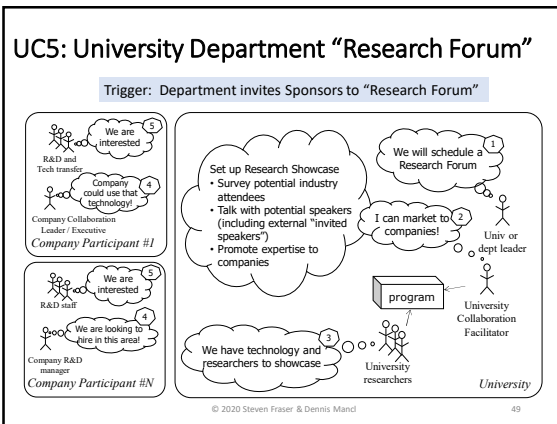 UC5: University Department “Research Forum”
Trigger: Department invites Sponsors to “Research Forum”
5
We are
interested
R&D and
Tech transfer
4
Company
could use that
technology!
Company Collaboration
Leader / Executive
Company Participant #1
5
We are
interested
R&D staff
4
We are looking to
hire in this area!
Company R&D
manager
Company Participant #N
Set up Research Showcase
• Survey potential industry
attendees
• Talk with potential speakers
(including external “invited
speakers”)
• Promote expertise to
companies
1
We will schedule a
Research Forum
Univ or
dept leader
2
I can market to
companies!
University
Collaboration
Facilitator
program
3
We have technology and
researchers to showcase
University
researchers
University
© 2020 Steven Fraser & Dennis Mancl
49